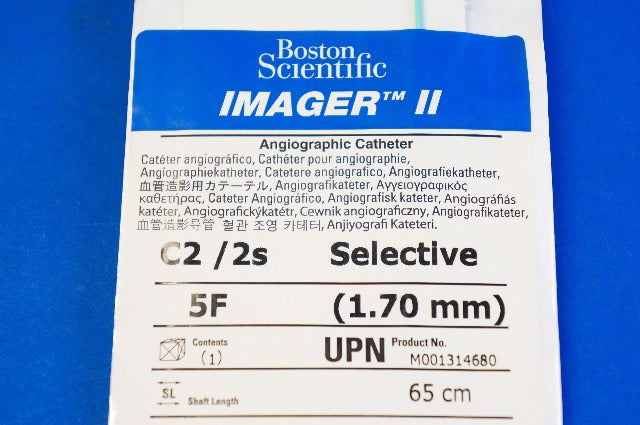 Boston
Scientific
IMAGER™ II
Angiographic Catheter
Catéter angiográfico, Cathéter pour angiographie,
Angiographiekatheter, Catetere angiografico, Angiografiekatheter,
血管造影用カテーテル, Angiografikateter, Αγγειογραφικός
καθετήρας, Cateter Angiográfico, Angiografisk kateter, Angiográfiás
katéter, Angiografickýkatétr, Cewnik angiograficzny, Angiografikateter,
血管造影导管 혈관 조영 카테터, Anjiyografi Kateteri.
C2 /2s Selective
5F (1.70 mm)
Contents (1) UPN Product No. M001314680
SL Shaft Length 65 cm